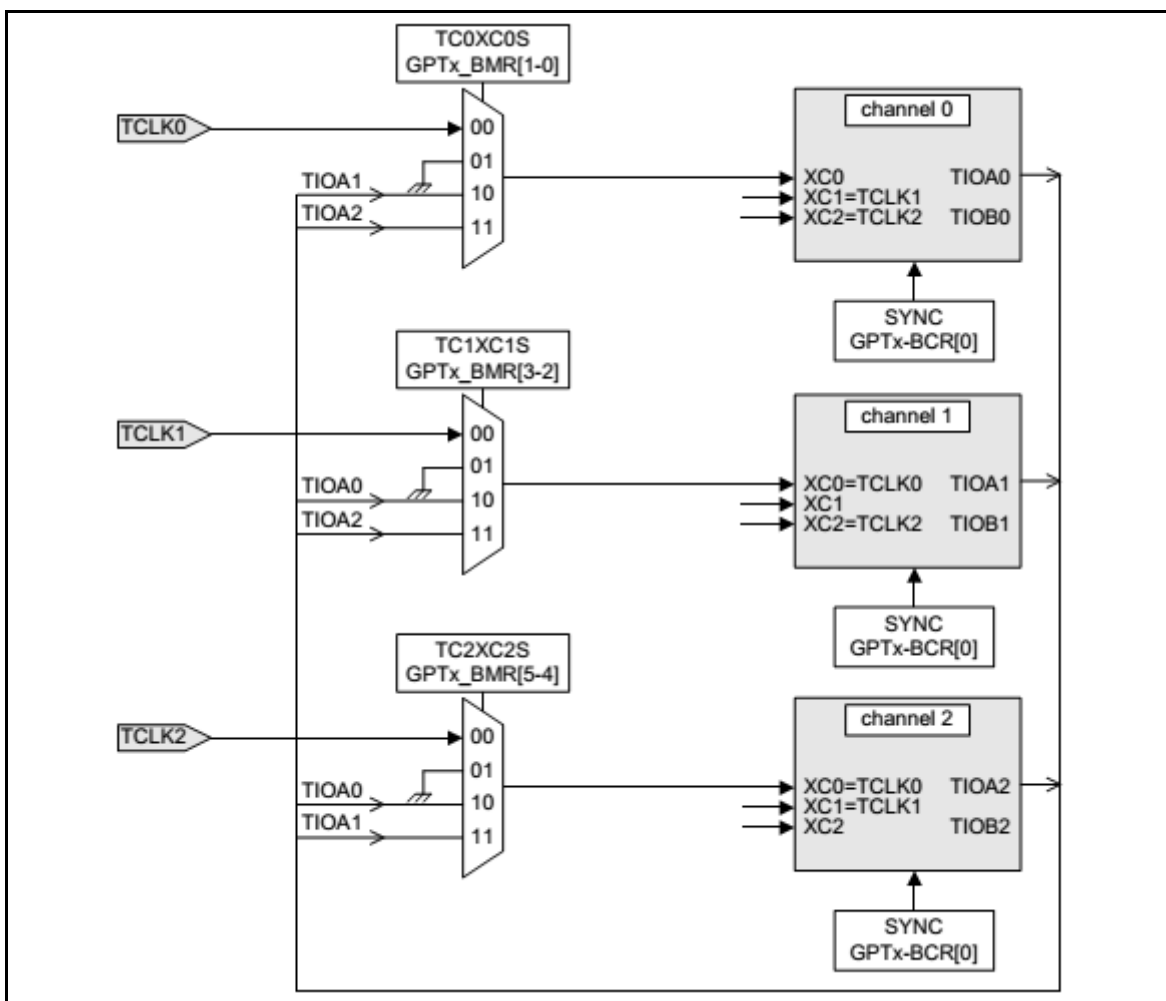 TC0XC0S
GPTx_BMR[1-0]
TCLK0
00
01
TIOA1
10
TIOA2
11
channel 0
XC0 TIOA0
XC1=TCLK1
XC2=TCLK2 TIOB0
SYNC
GPTx-BCR[0]
TC1XC1S
GPTx_BMR[3-2]
TCLK1
00
01
TIOA0
10
TIOA2
11
channel 1
XC0=TCLK0 TIOA1
XC1
XC2=TCLK2 TIOB1
SYNC
GPTx-BCR[0]
TC2XC2S
GPTx_BMR[5-4]
TCLK2
00
01
TIOA0
10
TIOA1
11
channel 2
XC0=TCLK0 TIOA2
XC1=TCLK1
XC2 TIOB2
SYNC
GPTx-BCR[0]